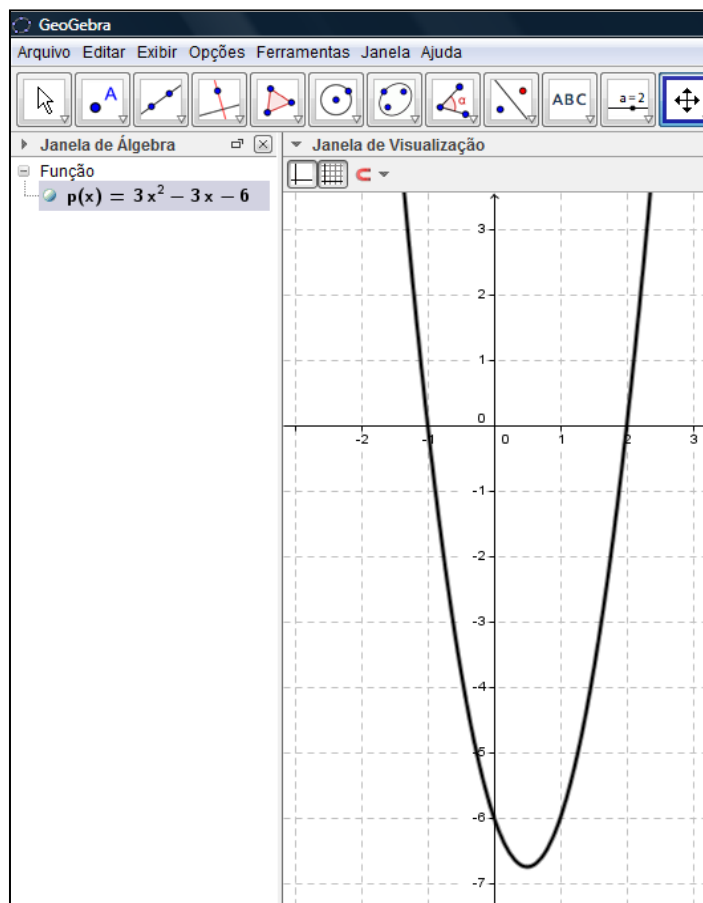 GeoGebra
Arquivo Editar Exibir Opções Ferramentas Janela Ajuda
A α ABC a=2
Janela de Álgebra
Função
p(x) = 3x² − 3x − 6
Janela de Visualização
3
2
1
0
-2 -1 0 1 2 3
-1
-2
-3
-4
-5
-6
-7